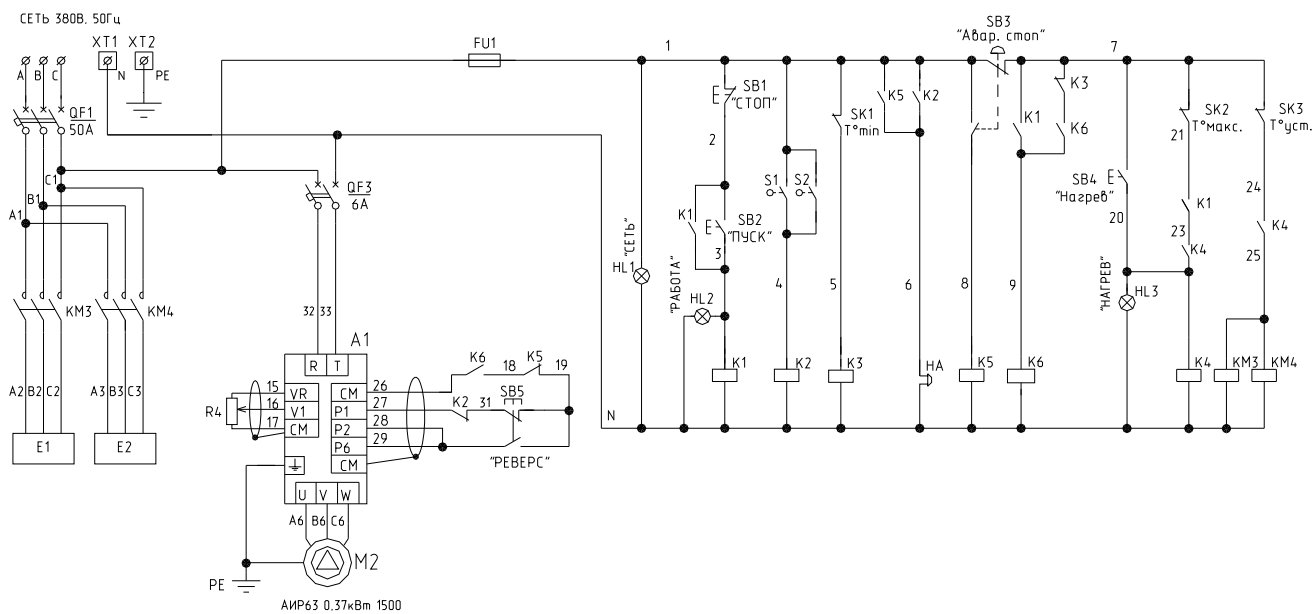 СЕТЬ 380В, 50Гц
XT1 XT2
A B C N PE
QF1
50A
FU1
1
SB3
"Авар. стоп"
7
SB1
"СТОП"
2
K5 K2
K3
K1 K6
SK1
T°min
SK2
T°макс.
21
SK3
T°уст.
C1
B1
A1
QF3
6A
S1 S2
SB4
"Нагрев"
20
K1
23
K4
24
K4
25
K1
SB2
"ПУСК"
3
"СЕТЬ"
HL1
"РАБОТА"
HL2
4 5 6 8 9
"НАГРЕВ"
HL3
KM3 KM4
32 33
A1
R T
K1 K2 K3 HA K5 K6 K4 KM3 KM4
A2 B2 C2 A3 B3 C3
E1 E2
R4
15 VR
16 V1
17 CM
CM 26
P1 27
P2 28
P6 29
CM
K6 18 K5 19
K2 31 SB5
"РЕВЕРС"
N
U V W
A6 B6 C6
M2
PE
АИР63 0,37кВт 1500